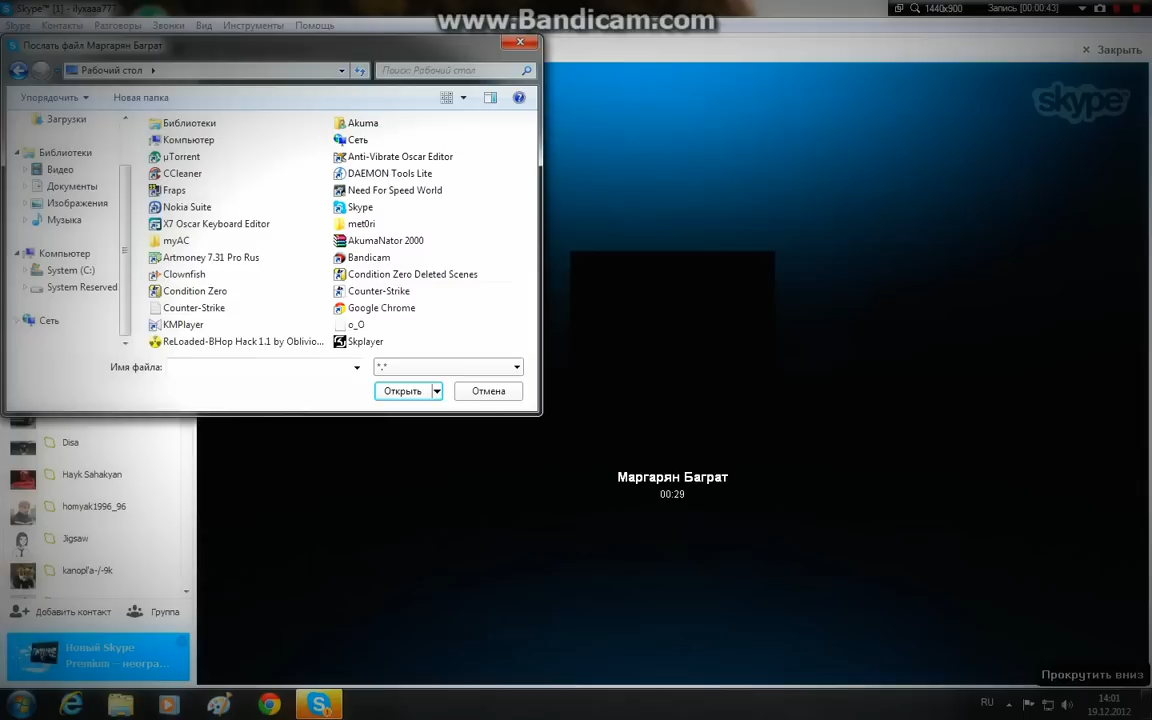 Skype™ [1] - ilyxaaa777
www.Bandicam.com
1440x900
Запись [00:00:43]
Skype Контакты Разговоры Звонки Вид Инструменты Помощь
Послать файл Маргарян Баграт
Закрыть
Рабочий стол
Поиск: Рабочий стол
Упорядочить
Новая папка
skype
Загрузки
Библиотеки
Видео
Документы
Изображения
Музыка
Компьютер
System (C:)
System Reserved
Сеть
Библиотеки
Компьютер
µTorrent
CCleaner
Fraps
Nokia Suite
X7 Oscar Keyboard Editor
myAC
Artmoney 7.31 Pro Rus
Clownfish
Condition Zero
Counter-Strike
KMPlayer
ReLoaded-BHop Hack 1.1 by Oblivio...
Akuma
Сеть
Anti-Vibrate Oscar Editor
DAEMON Tools Lite
Need For Speed World
Skype
met0ri
AkumaNator 2000
Bandicam
Condition Zero Deleted Scenes
Counter-Strike
Google Chrome
o_O
Skplayer
Имя файла:
*.*
Открыть
Отмена
Disa
Hayk Sahakyan
homyak1996_96
Jigsaw
kanopl'a-/-9k
Маргарян Баграт
00:29
Добавить контакт
Группа
Новый Skype
Premium – неогра...
Прокрутить вниз
RU
14:01
19.12.2012